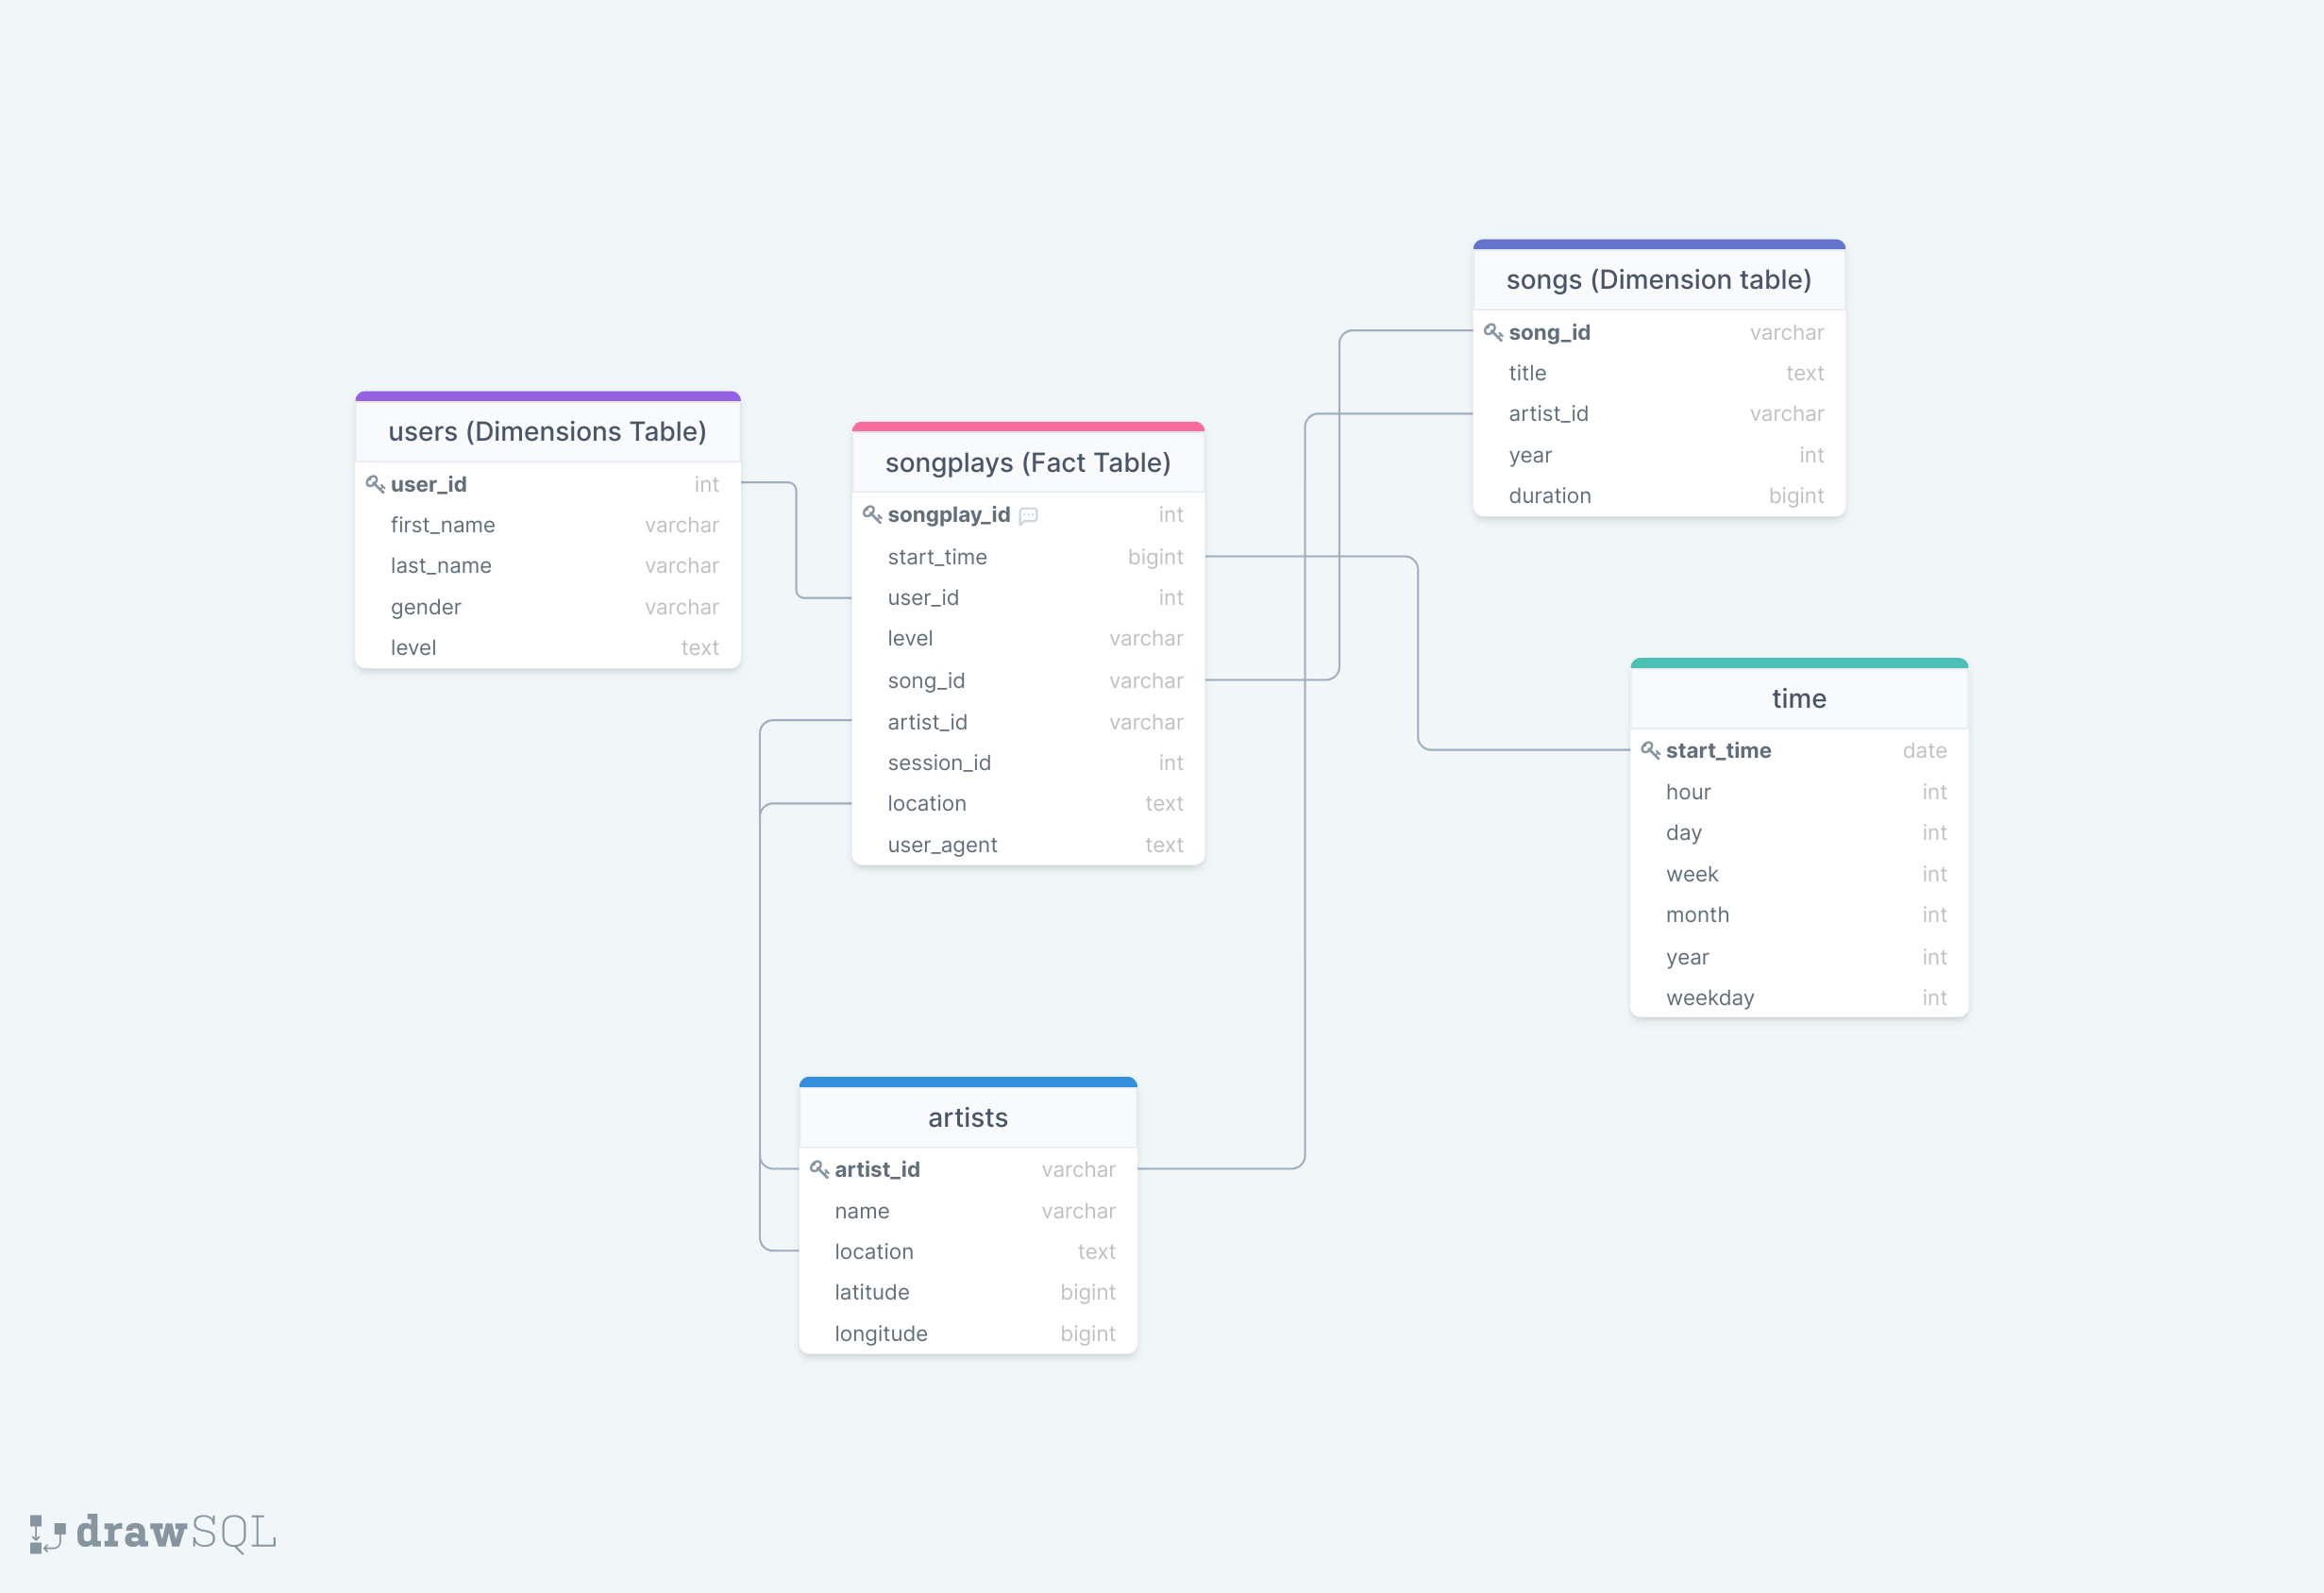 users (Dimensions Table)
user_id int
first_name varchar
last_name varchar
gender varchar
level text
songplays (Fact Table)
songplay_id int
start_time bigint
user_id int
level varchar
song_id varchar
artist_id varchar
session_id int
location text
user_agent text
songs (Dimension table)
song_id varchar
title text
artist_id varchar
year int
duration bigint
time
start_time date
hour int
day int
week int
month int
year int
weekday int
artists
artist_id varchar
name varchar
location text
latitude bigint
longitude bigint
drawSQL